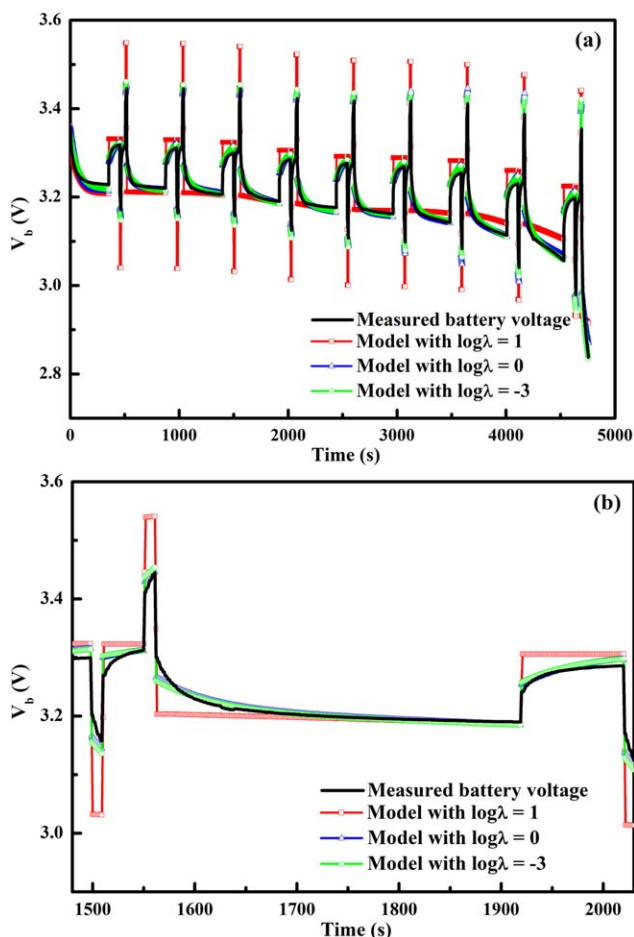 (a)
3.6
3.4
3.2
3.0
2.8
V_b (V)
Measured battery voltage
Model with logλ = 1
Model with logλ = 0
Model with logλ = -3
0 1000 2000 3000 4000 5000
Time (s)
(b)
3.6
3.4
3.2
3.0
V_b (V)
Measured battery voltage
Model with logλ = 1
Model with logλ = 0
Model with logλ = -3
1500 1600 1700 1800 1900 2000
Time (s)